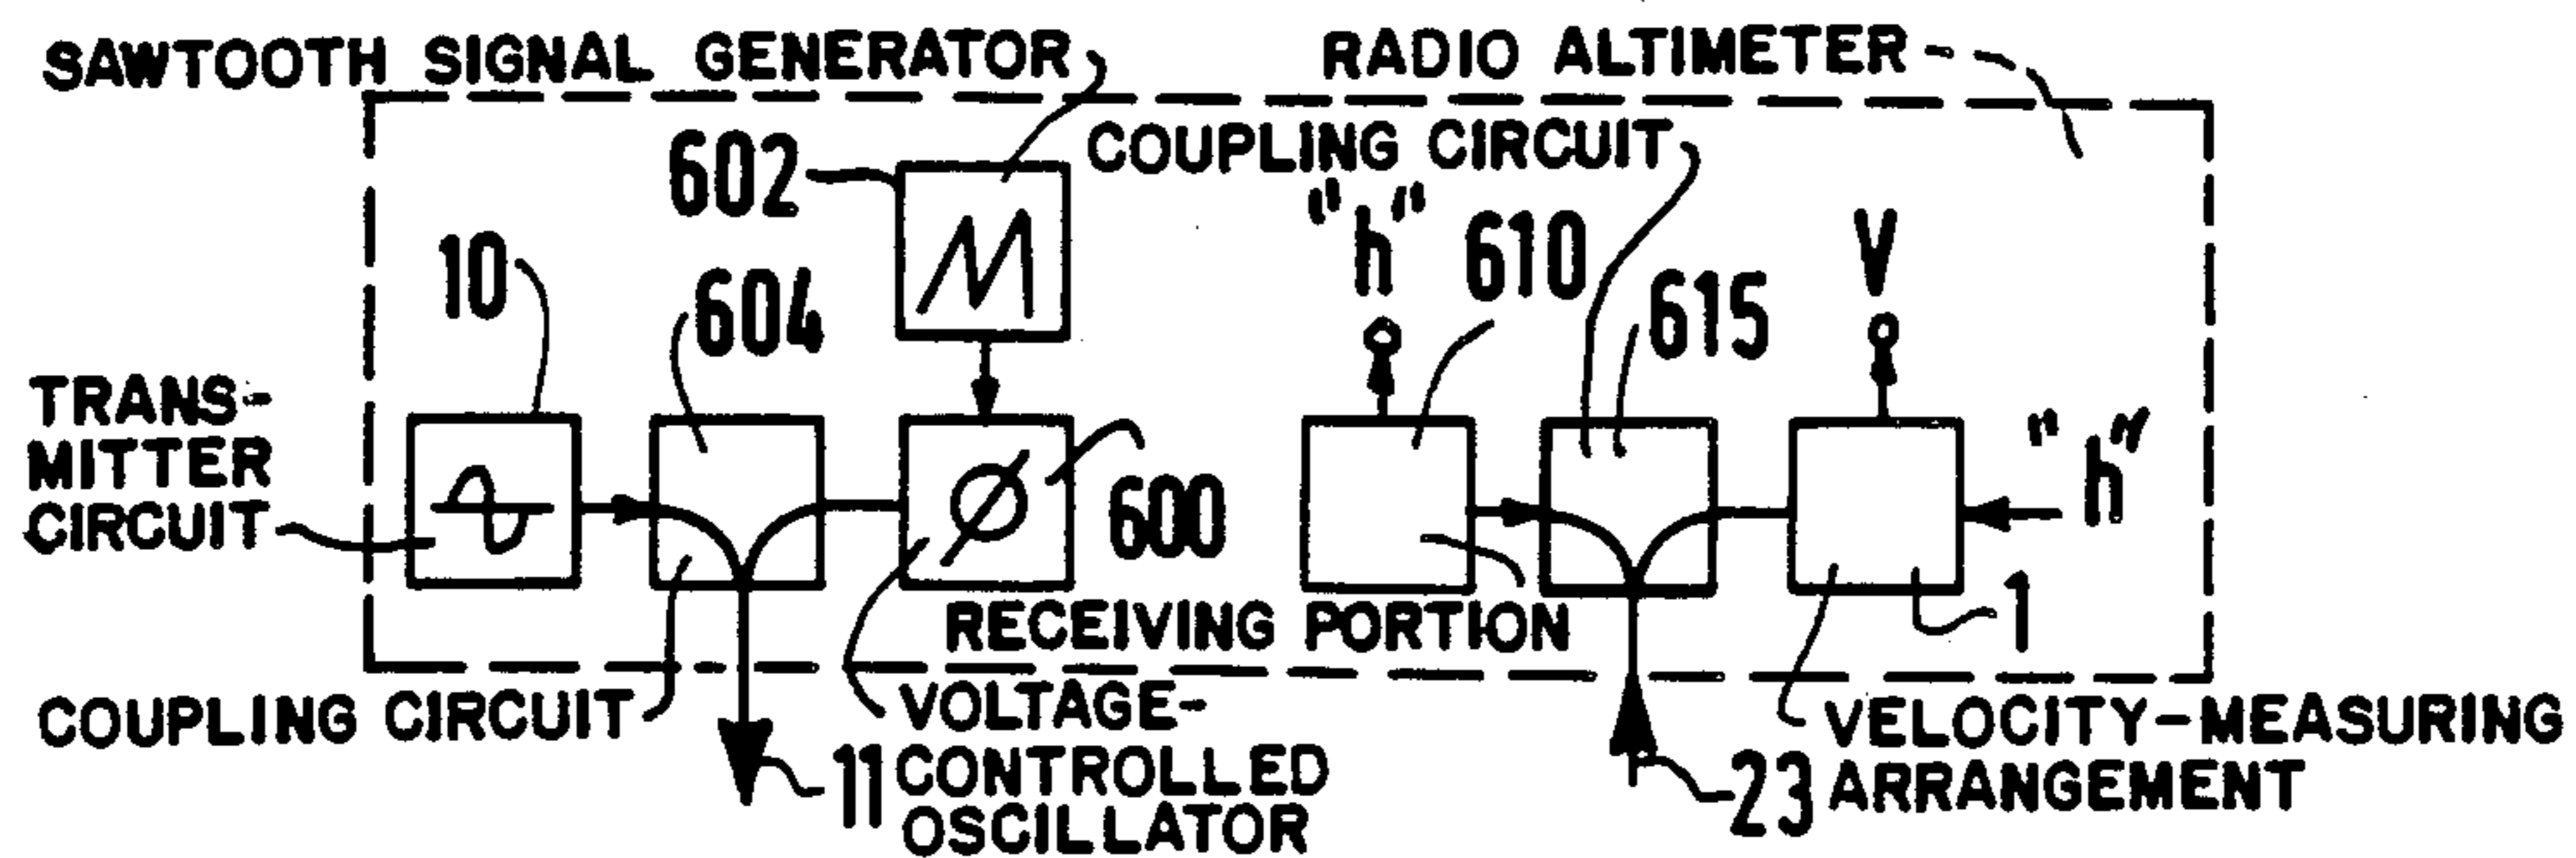 SAWTOOTH SIGNAL GENERATOR
RADIO ALTIMETER
COUPLING CIRCUIT
602
"h"
610
V
10
604
615
TRANS-
MITTER
CIRCUIT
600
"h"
RECEIVING PORTION
1
COUPLING CIRCUIT
11
VOLTAGE-
CONTROLLED
OSCILLATOR
23
VELOCITY-MEASURING
ARRANGEMENT